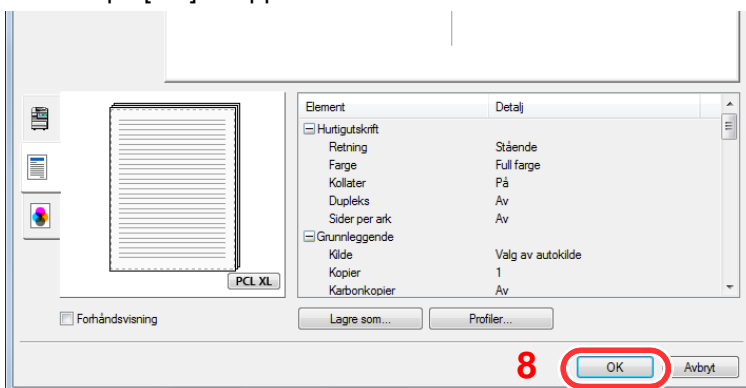 Element Detalj
Hurtigutskrift
Retning Stående
Farge Full farge
Kollater På
Dupleks Av
Sider per ark Av
Grunnleggende
Kilde Valg av autokilde
Kopier 1
Karbonkopier Av
PCL XL
Forhåndsvisning
Lagre som... Profiler...
8 OK Avbryt